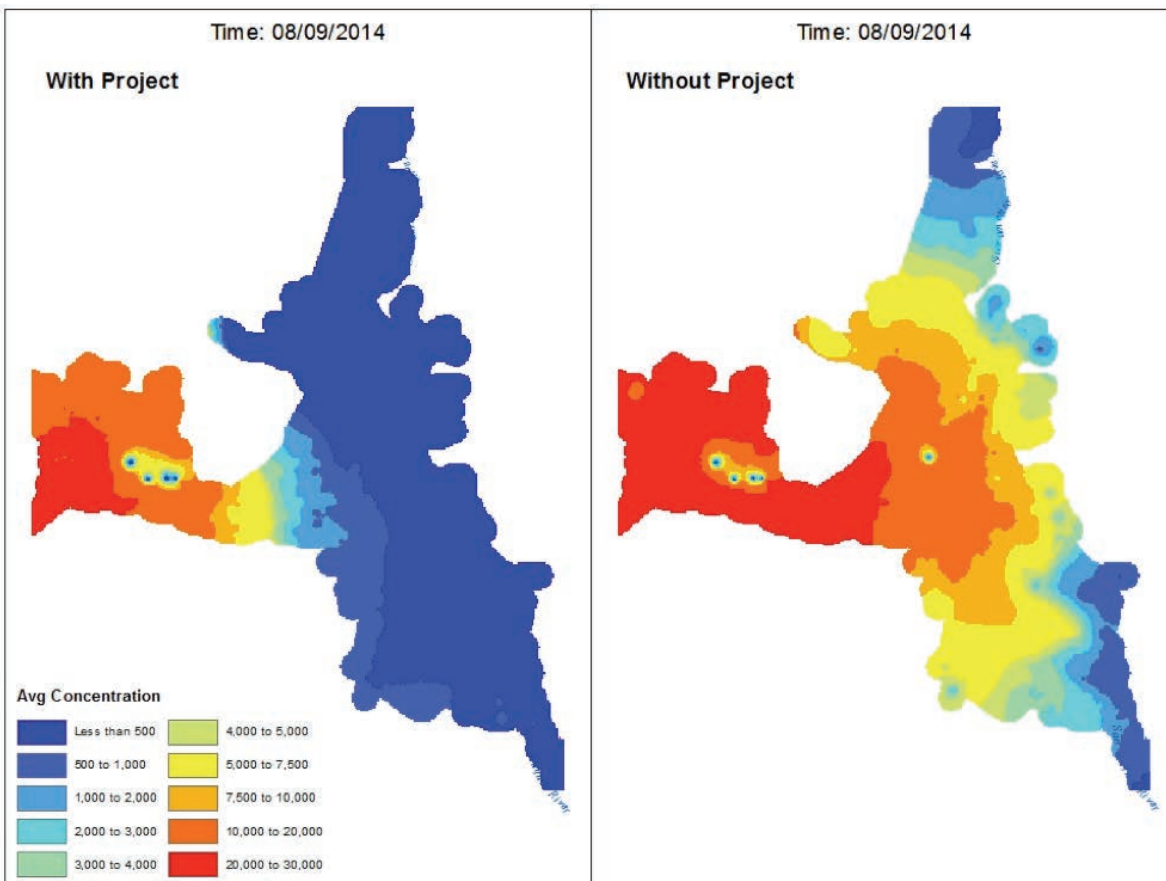 Time: 08/09/2014
With Project
Time: 08/09/2014
Without Project
Avg Concentration
Less than 500
500 to 1,000
1,000 to 2,000
2,000 to 3,000
3,000 to 4,000
4,000 to 5,000
5,000 to 7,500
7,500 to 10,000
10,000 to 20,000
20,000 to 30,000
River
River